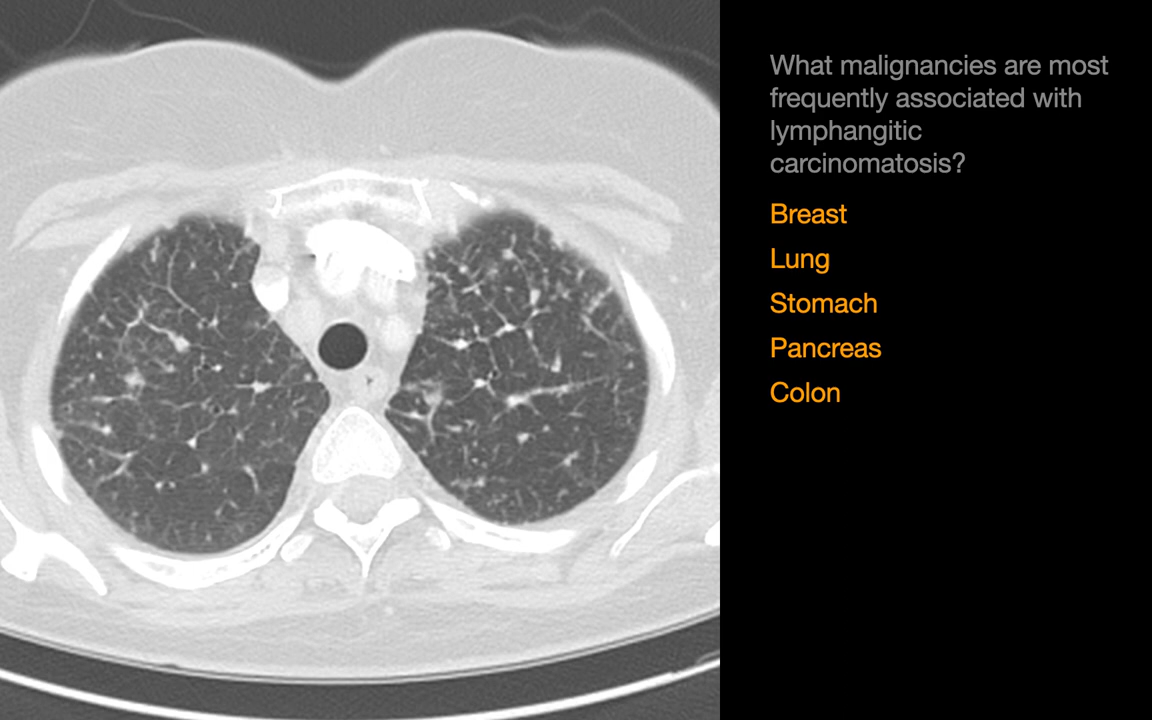 What malignancies are most
frequently associated with
lymphangitic
carcinomatosis?
Breast
Lung
Stomach
Pancreas
Colon